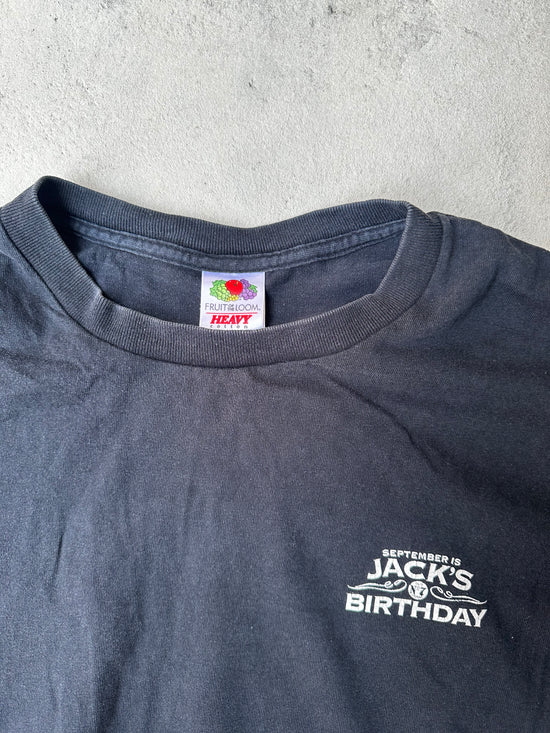 FRUIT OF THE LOOM®
HEAVY
cotton
SEPTEMBER IS
JACK'S
BIRTHDAY